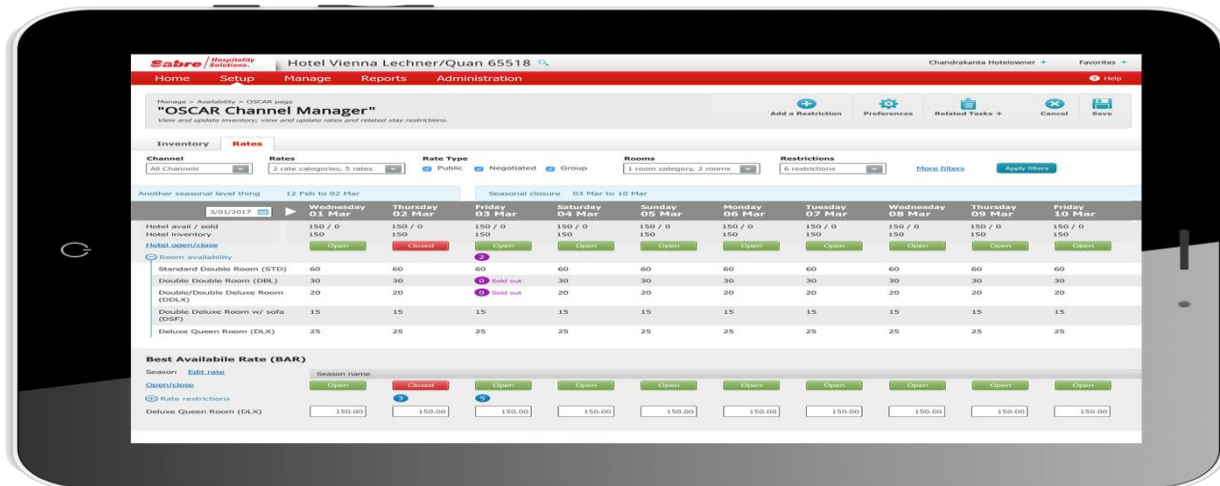 Sabre Hospitality Solutions. Hotel Vienna Lechner/Quan 65518 Chandrakanta Hotelowner + Favorites +
Home Setup Manage Reports Administration ? Help
Manage > Availability > OSCAR page
"OSCAR Channel Manager"
View and update inventory; view and update rates and related stay restrictions.
Add a Restriction Preferences Related Tasks + Cancel Save
Inventory Rates
Channel Rates Rate Type Rooms Restrictions
All Channels 2 rate categories, 5 rates Public Negotiated Group 1 room category, 2 rooms 6 restrictions More filters Apply filters
Another seasonal level thing 12 Feb to 02 Mar Seasonal closure 03 Mar to 10 Mar
Wednesday Thursday Friday Saturday Sunday Monday Tuesday Wednesday Thursday Friday
3/01/2017 01 Mar 02 Mar 03 Mar 04 Mar 05 Mar 06 Mar 07 Mar 08 Mar 09 Mar 10 Mar
Hotel avail / sold 150 / 0 150 / 0 150 / 0 150 / 0 150 / 0 150 / 0 150 / 0 150 / 0 150 / 0 150 / 0
Hotel inventory 150 150 150 150 150 150 150 150 150 150
Hotel open/close Open Closed Open Open Open Open Open Open Open Open
Room availability 2
Standard Double Room (STD) 60 60 60 60 60 60 60 60 60 60
Double Double Room (DBL) 30 30 0 Sold out 30 30 30 30 30 30 30
Double/Double Deluxe Room 20 20 0 Sold out 20 20 20 20 20 20 20
(DDLX)
Double Deluxe Room w/ sofa 15 15 15 15 15 15 15 15 15 15
(DSF)
Deluxe Queen Room (DLX) 25 25 25 25 25 25 25 25 25 25
Best Availabile Rate (BAR)
Season Edit rate Season name
Open/close Open Closed Open Open Open Open Open Open Open Open
Rate restrictions 3 5
Deluxe Queen Room (DLX) 150.00 150.00 150.00 150.00 150.00 150.00 150.00 150.00 150.00 150.00